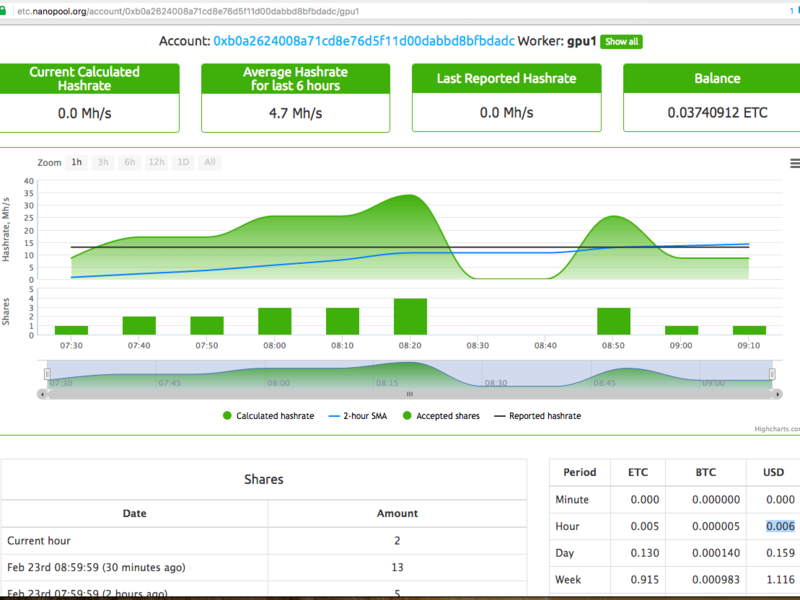 etc.nanopool.org/account/0xb0a2624008a71cd8e76d5f11d00dabbd8bfbdadc/gpu1
1
Account: 0xb0a2624008a71cd8e76d5f11d00dabbd8bfbdadc Worker: gpu1 Show all
Current Calculated
Hashrate
0.0 Mh/s
Average Hashrate
for last 6 hours
4.7 Mh/s
Last Reported Hashrate
0.0 Mh/s
Balance
0.03740912 ETC
Zoom 1h 3h 6h 12h 1D All
Hashrate, Mh/s
40
35
30
25
20
15
10
5
0
Shares
5
4
3
2
1
0
07:30 07:40 07:50 08:00 08:10 08:20 08:30 08:40 08:50 09:00 09:10
07:30 07:45 08:00 08:15 08:30 08:45 09:00
Calculated hashrate 2-hour SMA Accepted shares Reported hashrate
Highcharts.co
Shares
Date Amount
Current hour 2
Feb 23rd 08:59:59 (30 minutes ago) 13
Feb 23rd 07:59:59 (2 hours ago) 5
Period ETC BTC USD
Minute 0.000 0.000000 0.000
Hour 0.005 0.000005 0.006
Day 0.130 0.000140 0.159
Week 0.915 0.000983 1.116